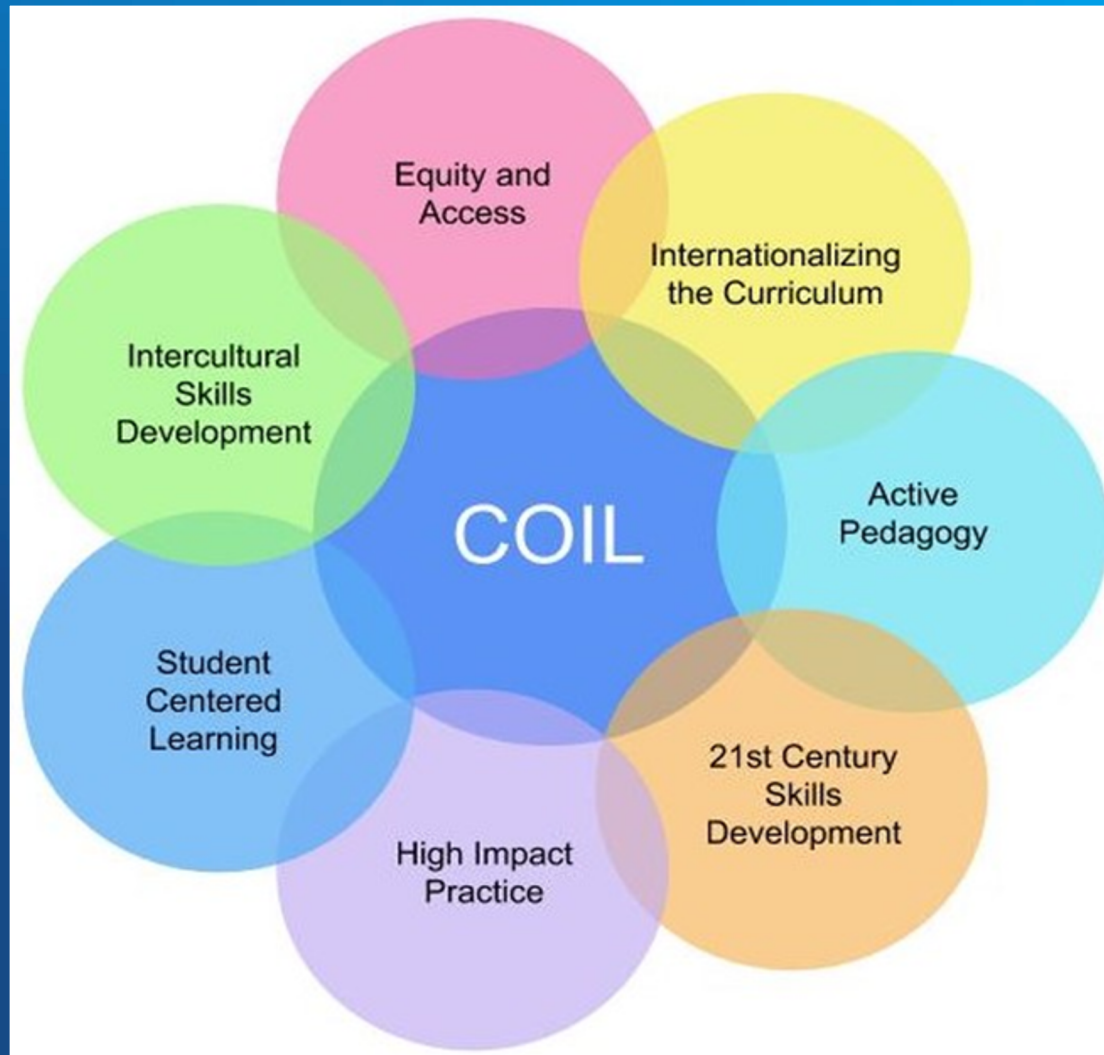 Equity and
Access
Internationalizing
the Curriculum
Intercultural
Skills
Development
COIL
Active
Pedagogy
Student
Centered
Learning
21st Century
Skills
Development
High Impact
Practice